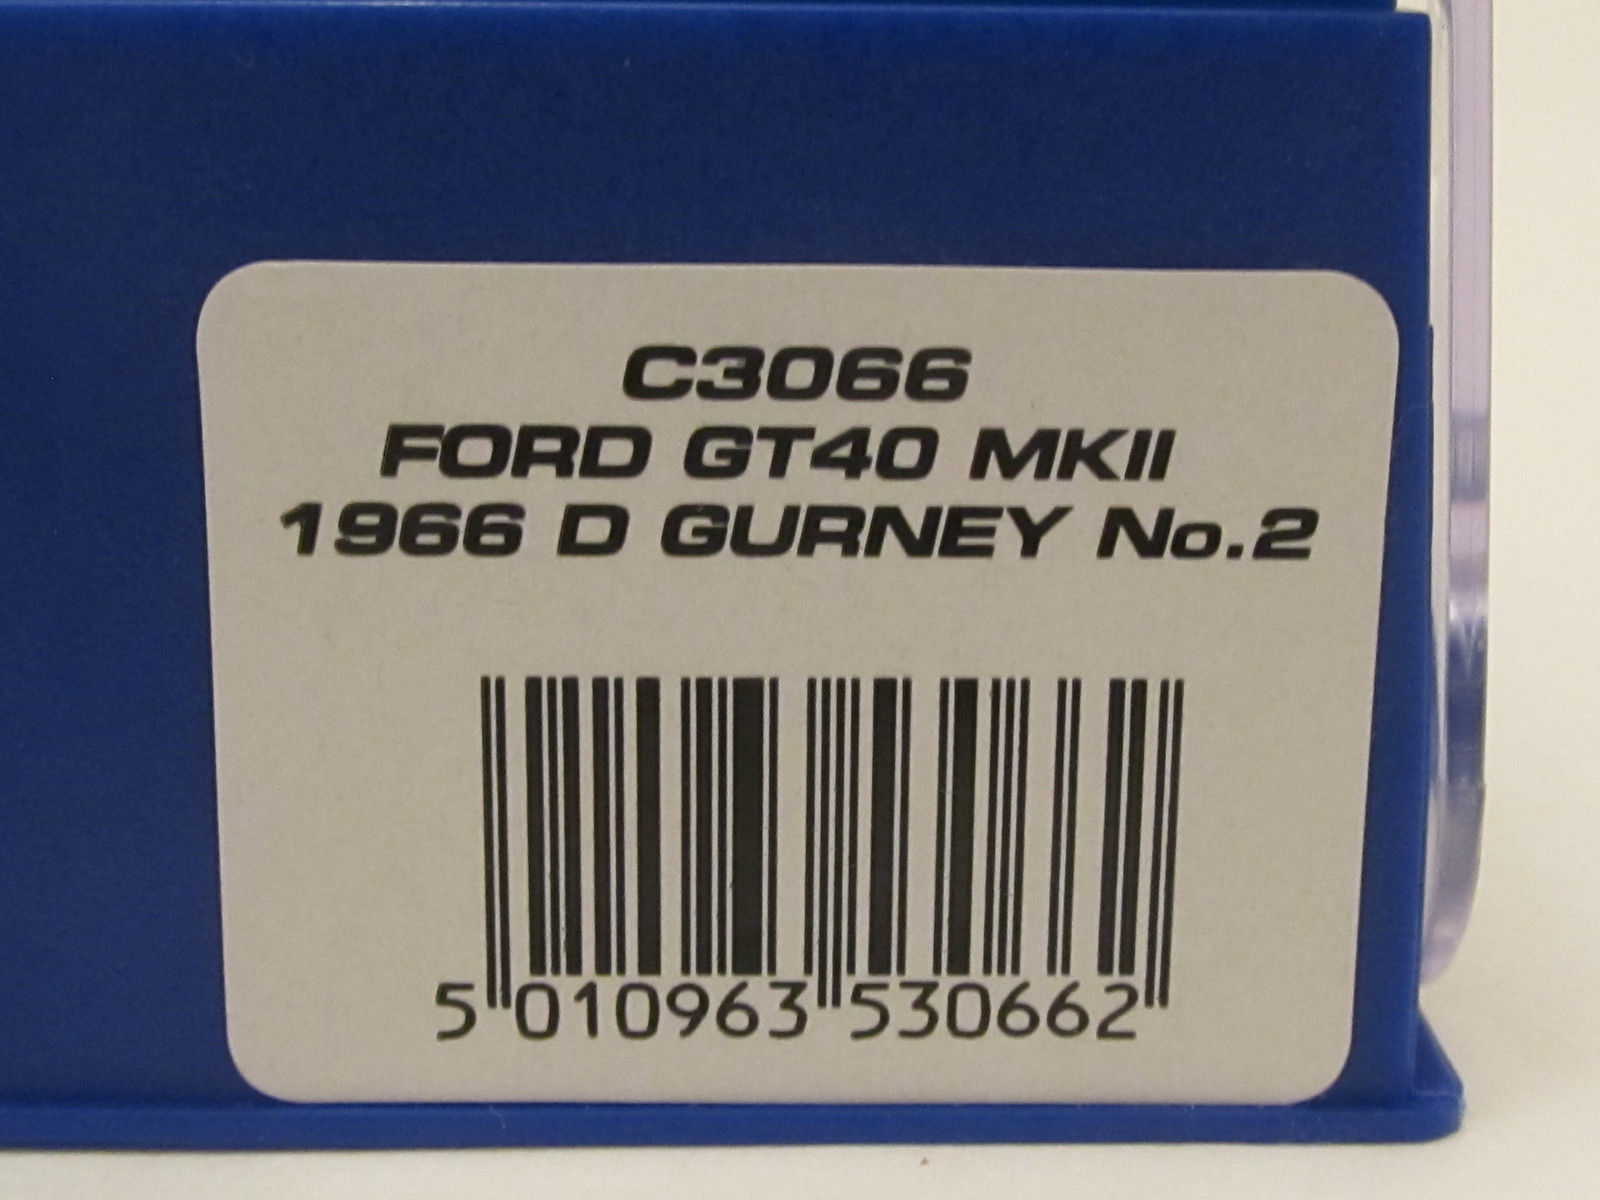 C3066
FORD GT40 MKII
1966 D GURNEY No.2
5 010963 530662